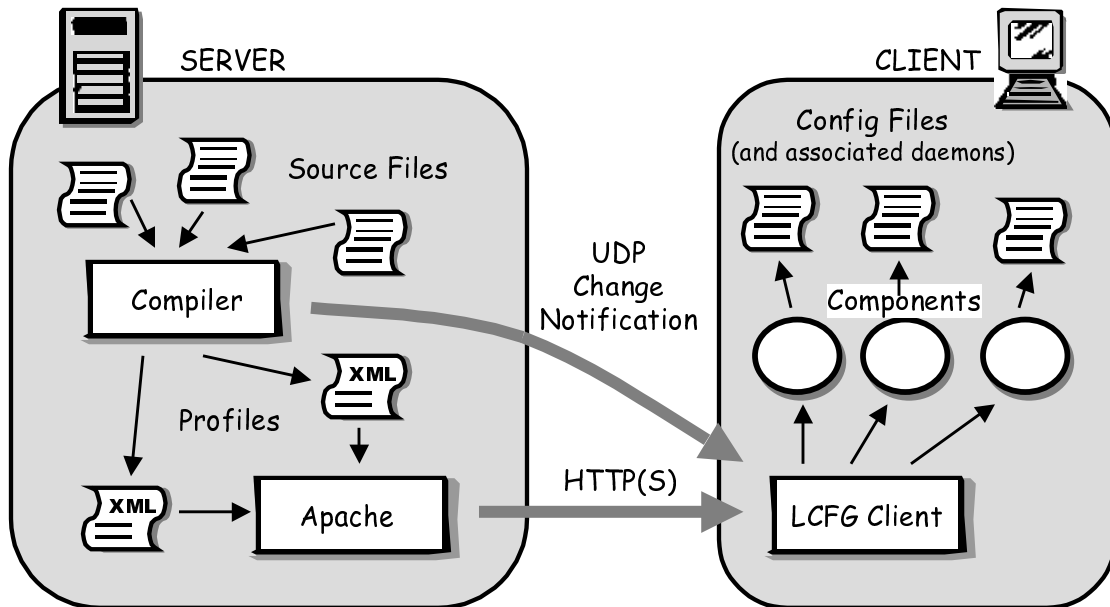 SERVER
CLIENT
Config Files
(and associated daemons)
Source Files
UDP
Change
Notification
Compiler
Components
XML
Profiles
HTTP(S)
XML
Apache
LCFG Client